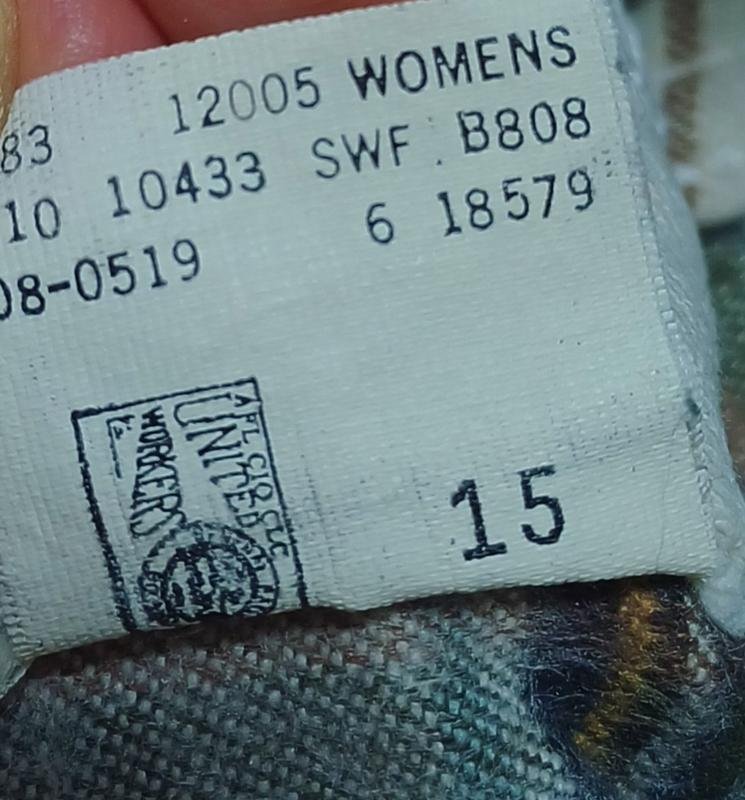 83 12005 WOMENS
10 10433 SWF B808
08-0519 6 18579
AFL CIO CLC
UNITED
WORKERS
15